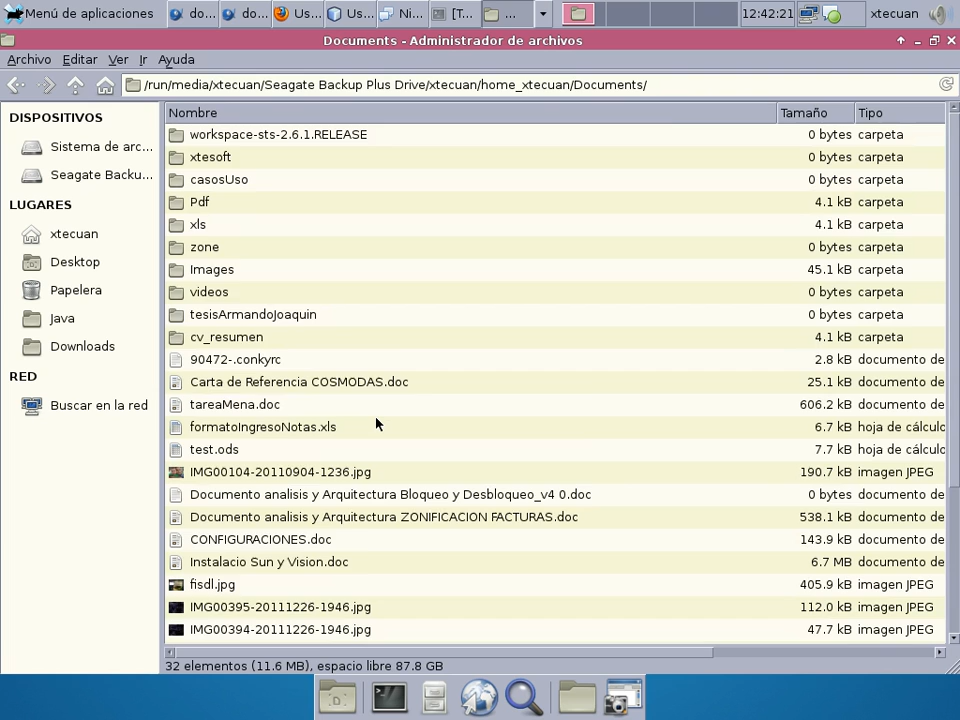 Menú de aplicaciones do... do... Us... Us... Ni... [T... ... 12:42:21 xtecuan
Documents - Administrador de archivos
Archivo Editar Ver Ir Ayuda
/run/media/xtecuan/Seagate Backup Plus Drive/xtecuan/home_xtecuan/Documents/
DISPOSITIVOS
Sistema de arc...
Seagate Backu...
LUGARES
xtecuan
Desktop
Papelera
Java
Downloads
RED
Buscar en la red
Nombre Tamaño Tipo
workspace-sts-2.6.1.RELEASE 0 bytes carpeta
xtesoft 0 bytes carpeta
casosUso 0 bytes carpeta
Pdf 4.1 kB carpeta
xls 4.1 kB carpeta
zone 0 bytes carpeta
Images 45.1 kB carpeta
videos 0 bytes carpeta
tesisArmandoJoaquin 0 bytes carpeta
cv_resumen 4.1 kB carpeta
90472-.conkyrc 2.8 kB documento de
Carta de Referencia COSMODAS.doc 25.1 kB documento de
tareaMena.doc 606.2 kB documento de
formatoIngresoNotas.xls 6.7 kB hoja de cálculo
test.ods 7.7 kB hoja de cálculo
IMG00104-20110904-1236.jpg 190.7 kB imagen JPEG
Documento analisis y Arquitectura Bloqueo y Desbloqueo_v4 0.doc 0 bytes documento de
Documento analisis y Arquitectura ZONIFICACION FACTURAS.doc 538.1 kB documento de
CONFIGURACIONES.doc 143.9 kB documento de
Instalacio Sun y Vision.doc 6.7 MB documento de
fisdl.jpg 405.9 kB imagen JPEG
IMG00395-20111226-1946.jpg 112.0 kB imagen JPEG
IMG00394-20111226-1946.jpg 47.7 kB imagen JPEG
32 elementos (11.6 MB), espacio libre 87.8 GB